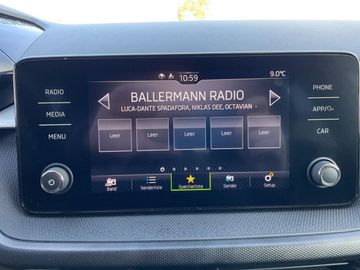 10:59
9.0°C
RADIO
BALLERMANN RADIO
PHONE
LUCA-DANTE SPADAFORA, NIKLAS DEE, OCTAVIAN -
MEDIA
APP/
MENU
Leer Leer Leer Leer Leer
CAR
Band Senderliste Speicherliste Sender Setup